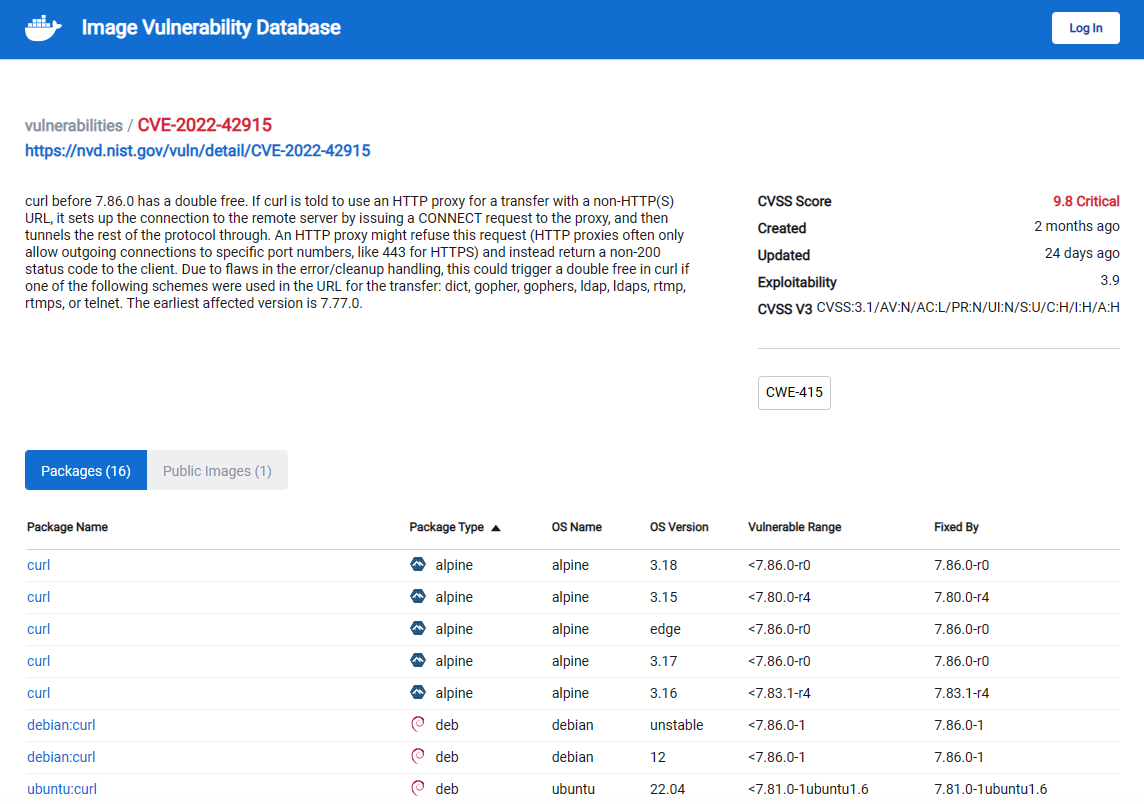 Image Vulnerability Database
Log In
vulnerabilities / CVE-2022-42915
https://nvd.nist.gov/vuln/detail/CVE-2022-42915
curl before 7.86.0 has a double free. If curl is told to use an HTTP proxy for a transfer with a non-HTTP(S)
URL, it sets up the connection to the remote server by issuing a CONNECT request to the proxy, and then
tunnels the rest of the protocol through. An HTTP proxy might refuse this request (HTTP proxies often only
allow outgoing connections to specific port numbers, like 443 for HTTPS) and instead return a non-200
status code to the client. Due to flaws in the error/cleanup handling, this could trigger a double free in curl if
one of the following schemes were used in the URL for the transfer: dict, gopher, gophers, ldap, ldaps, rtmp,
rtmps, or telnet. The earliest affected version is 7.77.0.
CVSS Score 9.8 Critical
Created 2 months ago
Updated 24 days ago
Exploitability 3.9
CVSS V3 CVSS:3.1/AV:N/AC:L/PR:N/UI:N/S:U/C:H/I:H/A:H
CWE-415
Packages (16) Public Images (1)
Package Name Package Type OS Name OS Version Vulnerable Range Fixed By
curl alpine alpine 3.18 <7.86.0-r0 7.86.0-r0
curl alpine alpine 3.15 <7.80.0-r4 7.80.0-r4
curl alpine alpine edge <7.86.0-r0 7.86.0-r0
curl alpine alpine 3.17 <7.86.0-r0 7.86.0-r0
curl alpine alpine 3.16 <7.83.1-r4 7.83.1-r4
debian:curl deb debian unstable <7.86.0-1 7.86.0-1
debian:curl deb debian 12 <7.86.0-1 7.86.0-1
ubuntu:curl deb ubuntu 22.04 <7.81.0-1ubuntu1.6 7.81.0-1ubuntu1.6